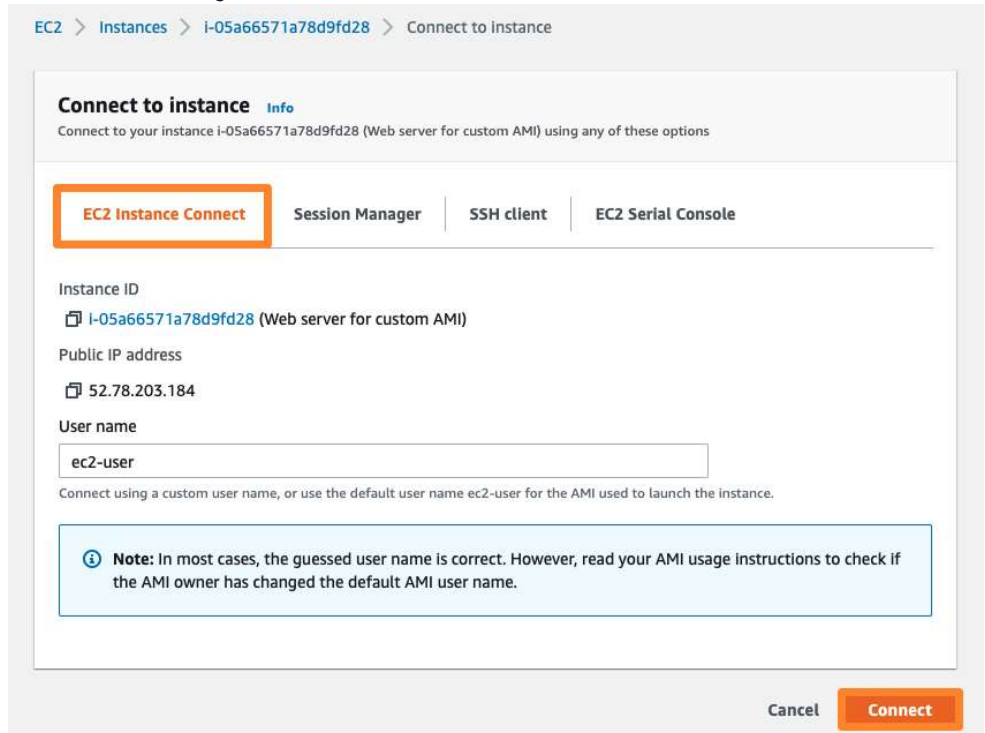 EC2 > Instances > i-05a66571a78d9fd28 > Connect to instance
Connect to instance Info
Connect to your instance i-05a66571a78d9fd28 (Web server for custom AMI) using any of these options
EC2 Instance Connect Session Manager SSH client EC2 Serial Console
Instance ID
i-05a66571a78d9fd28 (Web server for custom AMI)
Public IP address
52.78.203.184
User name
ec2-user
Connect using a custom user name, or use the default user name ec2-user for the AMI used to launch the instance.
Note: In most cases, the guessed user name is correct. However, read your AMI usage instructions to check if
the AMI owner has changed the default AMI user name.
Cancel Connect